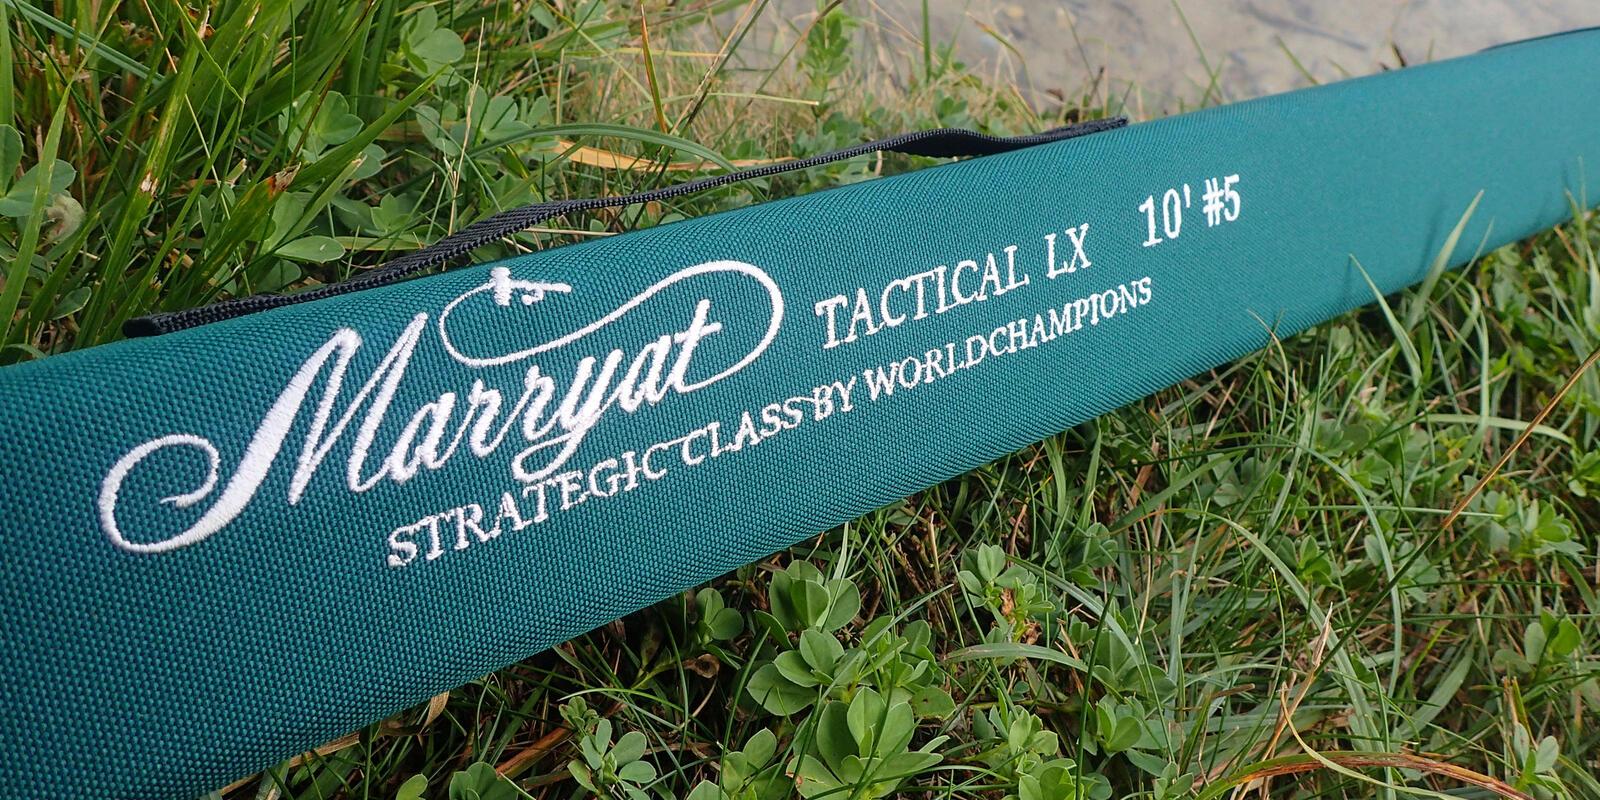 Marryat TACTICAL LX 10' #5
STRATEGIC CLASS BY WORLDCHAMPIONS